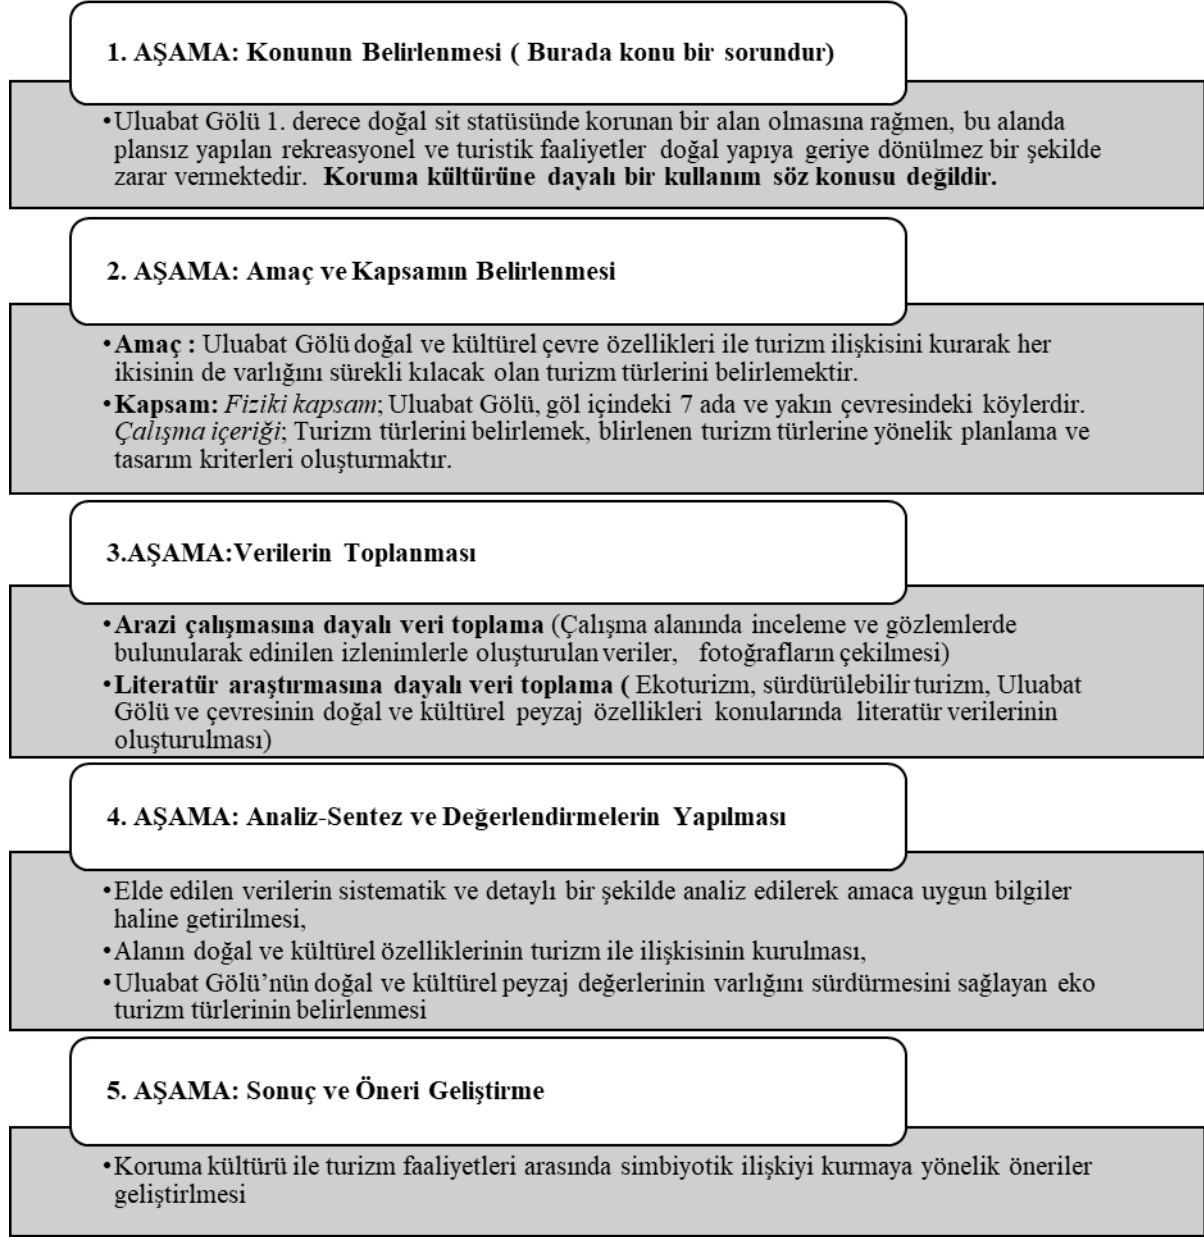 1. AŞAMA: Konunun Belirlenmesi ( Burada konu bir sorundur)
•Uluabat Gölü 1. derece doğal sit statüsünde korunan bir alan olmasına rağmen, bu alanda
plansız yapılan rekreasyonel ve turistik faaliyetler doğal yapıya geriye dönülmez bir şekilde
zarar vermektedir. Koruma kültürüne dayalı bir kullanım söz konusu değildir.
2. AŞAMA: Amaç ve Kapsamın Belirlenmesi
•Amaç : Uluabat Gölü doğal ve kültürel çevre özellikleri ile turizm ilişkisini kurarak her
ikisinin de varlığını sürekli kılacak olan turizm türlerini belirlemektir.
•Kapsam: Fiziki kapsam; Uluabat Gölü, göl içindeki 7 ada ve yakın çevresindeki köylerdir.
Çalışma içeriği; Turizm türlerini belirlemek, blirlenen turizm türlerine yönelik planlama ve
tasarım kriterleri oluşturmaktır.
3.AŞAMA:Verilerin Toplanması
•Arazi çalışmasına dayalı veri toplama (Çalışma alanında inceleme ve gözlemlerde
bulunularak edinilen izlenimlerle oluşturulan veriler, fotoğrafların çekilmesi)
•Literatür araştırmasına dayalı veri toplama ( Ekoturizm, sürdürülebilir turizm, Uluabat
Gölü ve çevresinin doğal ve kültürel peyzaj özellikleri konularında literatür verilerinin
oluşturulması)
4. AŞAMA: Analiz-Sentez ve Değerlendirmelerin Yapılması
•Elde edilen verilerin sistematik ve detaylı bir şekilde analiz edilerek amaca uygun bilgiler
haline getirilmesi,
•Alanın doğal ve kültürel özelliklerinin turizm ile ilişkisinin kurulması,
•Uluabat Gölü’nün doğal ve kültürel peyzaj değerlerinin varlığını sürdürmesini sağlayan eko
turizm türlerinin belirlenmesi
5. AŞAMA: Sonuç ve Öneri Geliştirme
•Koruma kültürü ile turizm faaliyetleri arasında simbiyotik ilişkiyi kurmaya yönelik öneriler
geliştirlmesi